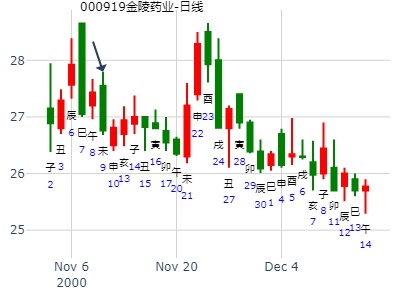 000919金陵药业-日线
28
27
26
25
子
2
丑
3
辰
6
巳
7
午
8
未
9
申
10
亥
13
子
14
丑
15
寅
16
卯
17
午
20
未
21
申
22
酉
23
戌
24
丑
27
寅
28
卯
29
辰
30
巳
1
申
4
酉
5
戌
6
亥
7
子
8
卯
11
辰
12
巳
13
午
14
Nov 6
2000
Nov 20
Dec 4